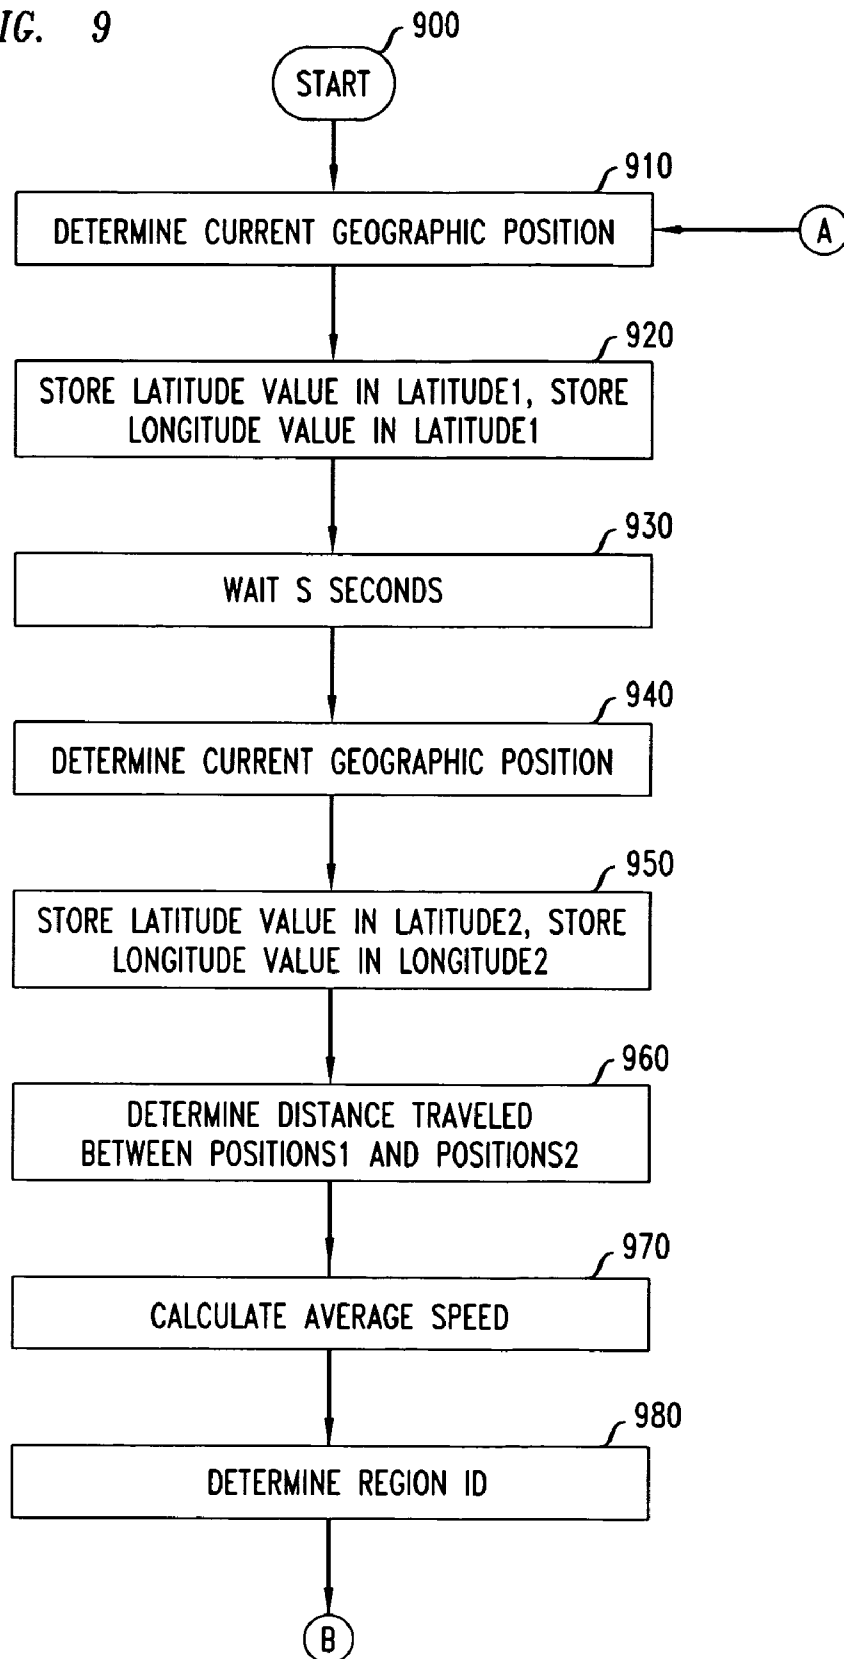 IG. 9
900
START
910
DETERMINE CURRENT GEOGRAPHIC POSITION
A
920
STORE LATITUDE VALUE IN LATITUDE1, STORE
LONGITUDE VALUE IN LATITUDE1
930
WAIT S SECONDS
940
DETERMINE CURRENT GEOGRAPHIC POSITION
950
STORE LATITUDE VALUE IN LATITUDE2, STORE
LONGITUDE VALUE IN LONGITUDE2
960
DETERMINE DISTANCE TRAVELED
BETWEEN POSITIONS1 AND POSITIONS2
970
CALCULATE AVERAGE SPEED
980
DETERMINE REGION ID
B